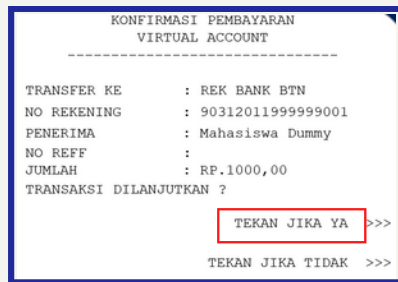 KONFIRMASI PEMBAYARAN
VIRTUAL ACCOUNT
--------------------------------
TRANSFER KE : REK BANK BTN
NO REKENING : 90312011999999001
PENERIMA : Mahasiswa Dummy
NO REFF :
JUMLAH : RP.1000,00
TRANSAKSI DILANJUTKAN ?
TEKAN JIKA YA >>>
TEKAN JIKA TIDAK >>>